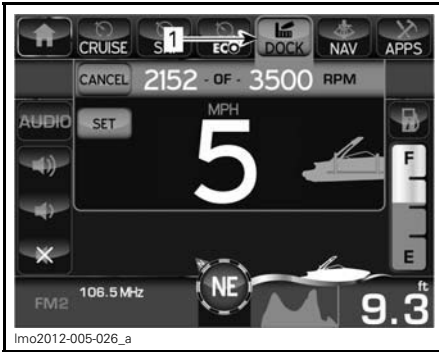 CRUISE
1
ECO
DOCK
NAV
APPS
CANCEL 2152 - OF - 3500 RPM
AUDIO
SET
MPH
5
F
E
FM2
106.5 MHz
NE
ft
9.3
lmo2012-005-026_a